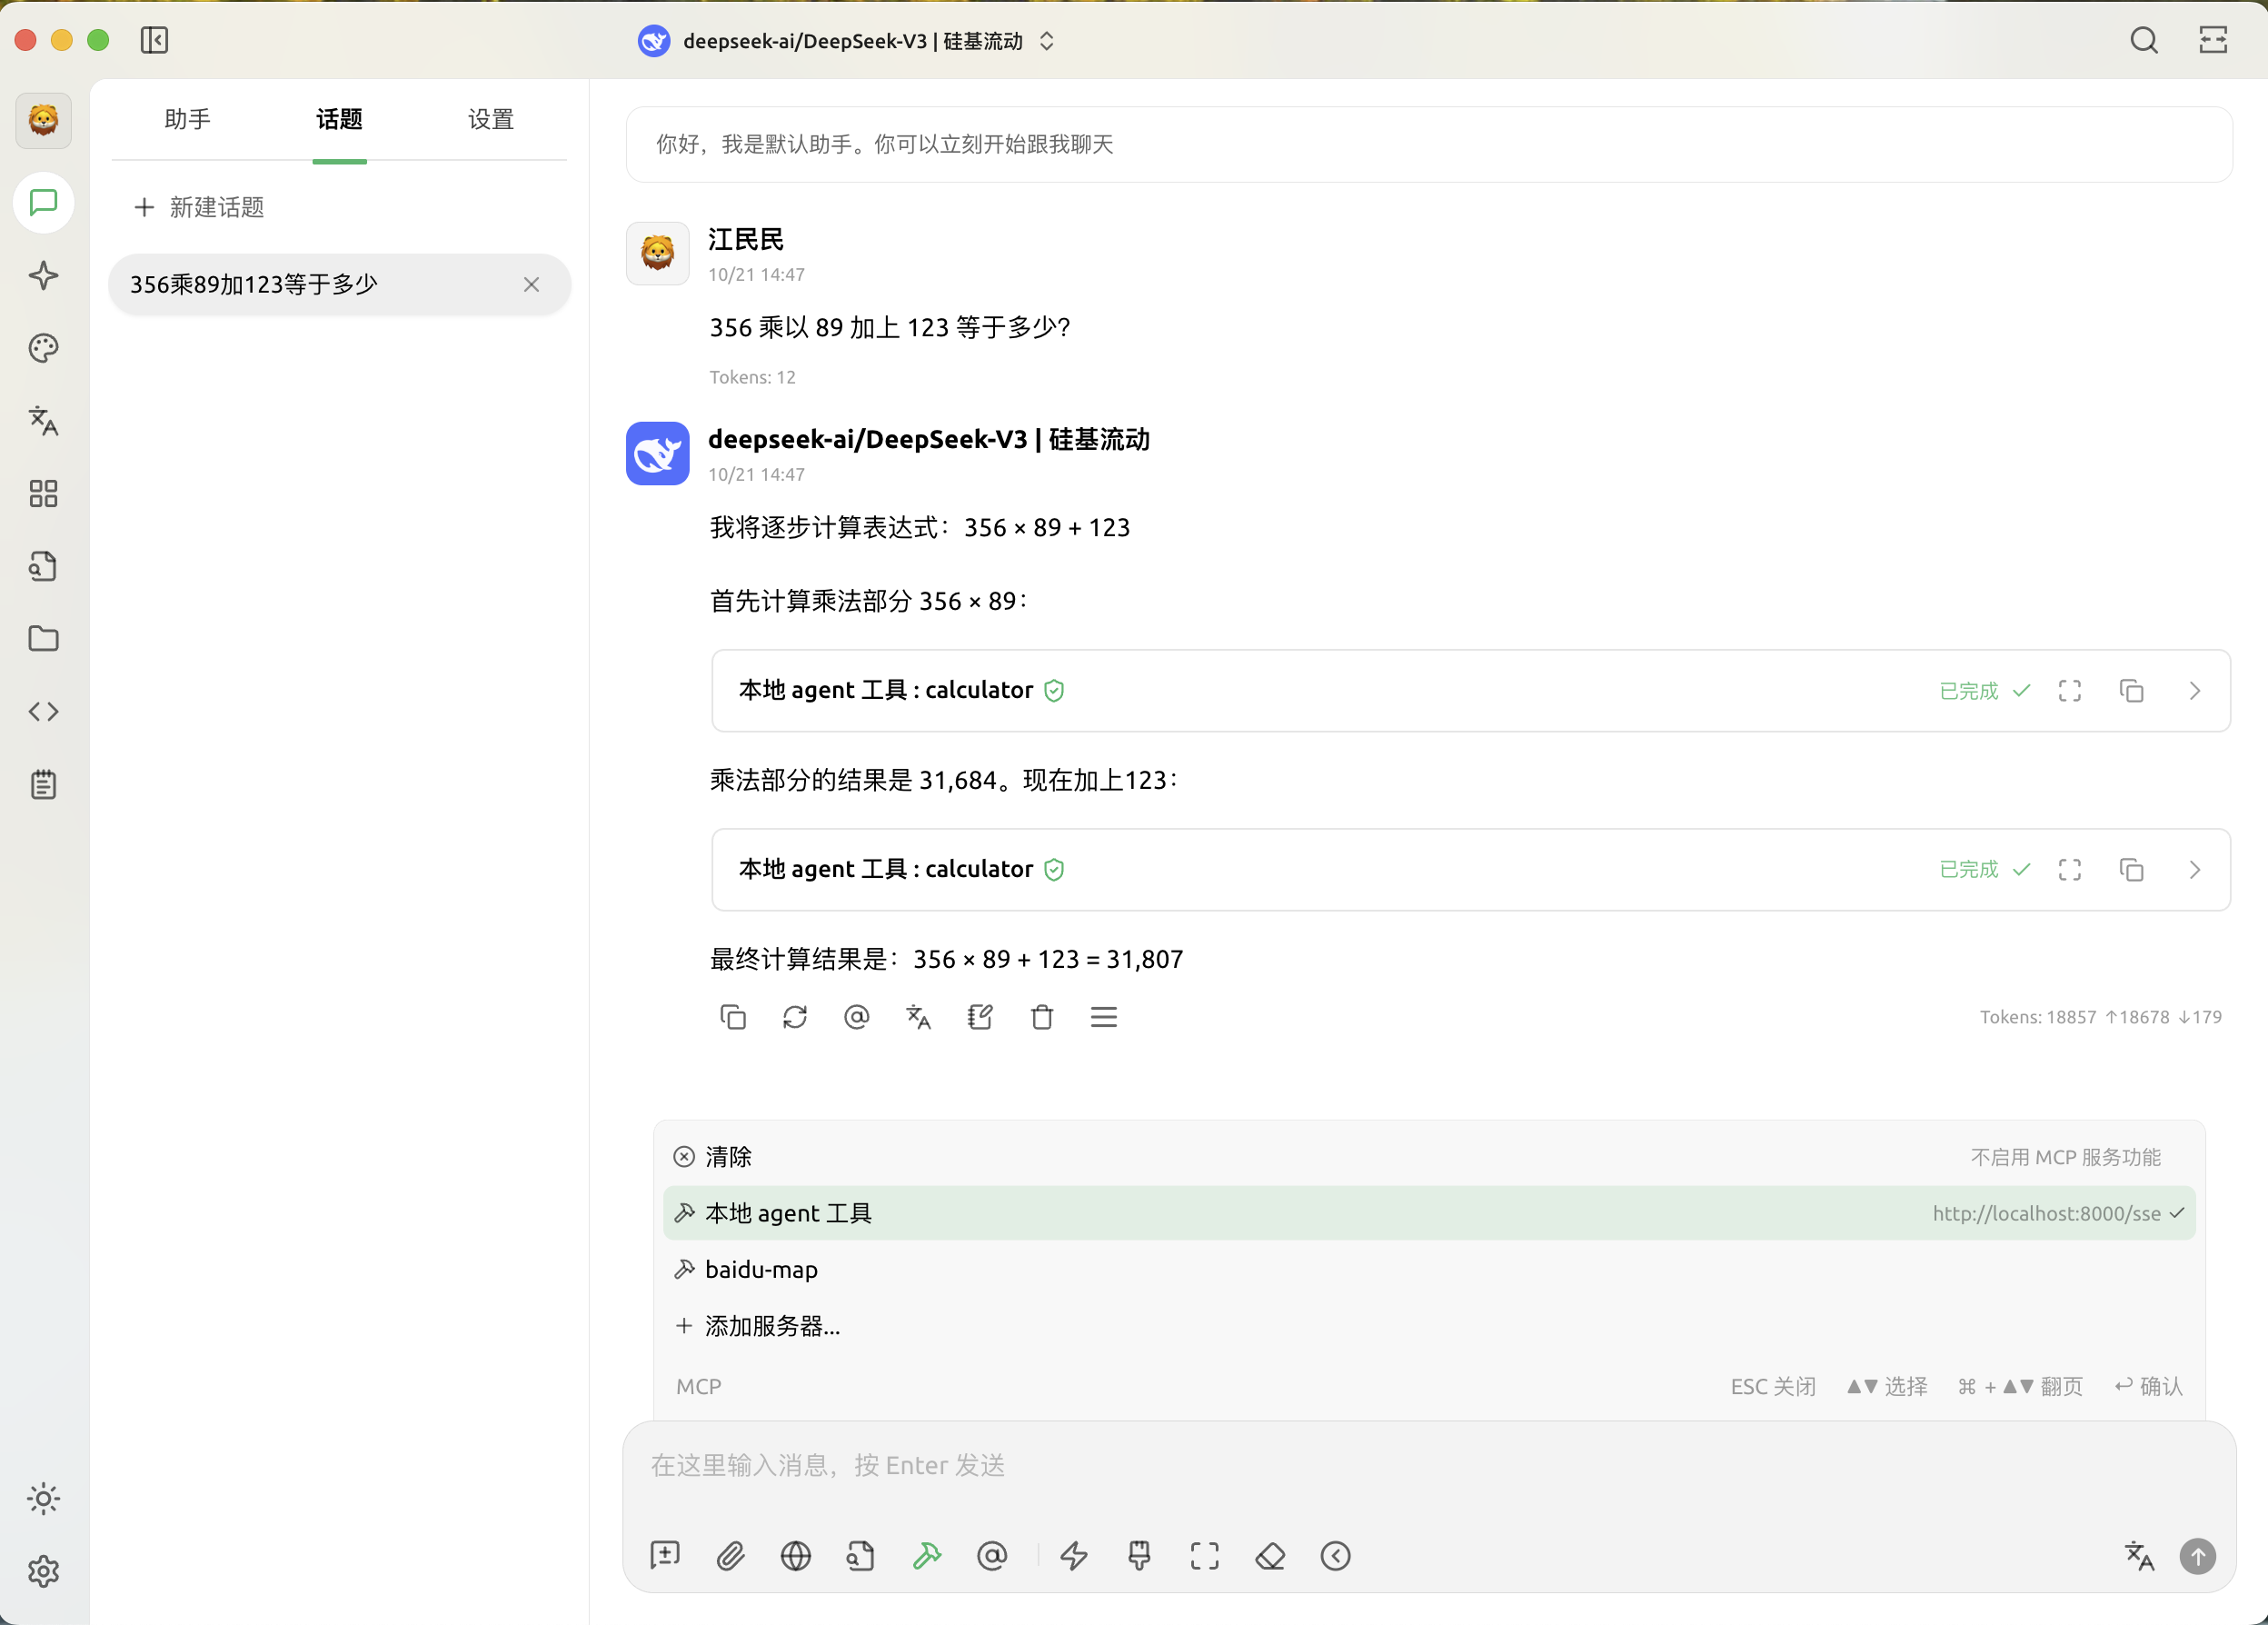 deepseek-ai/DeepSeek-V3 | 硅基流动
助手
话题
设置
新建话题
356乘89加123等于多少
你好，我是默认助手。你可以立刻开始跟我聊天
江民民
10/21 14:47
356 乘以 89 加上 123 等于多少?
Tokens: 12
deepseek-ai/DeepSeek-V3 | 硅基流动
10/21 14:47
我将逐步计算表达式：356 × 89 + 123
首先计算乘法部分 356 × 89：
本地 agent 工具 : calculator 已完成
乘法部分的结果是 31,684。现在加上123：
本地 agent 工具 : calculator 已完成
最终计算结果是：356 × 89 + 123 = 31,807
Tokens: 18857 ↑18678 ↓179
清除 不启用 MCP 服务功能
本地 agent 工具 http://localhost:8000/sse
baidu-map
+ 添加服务器...
MCP ESC 关闭 ▲▼ 选择 ⌘ + ▲▼ 翻页 ↩ 确认
在这里输入消息，按 Enter 发送